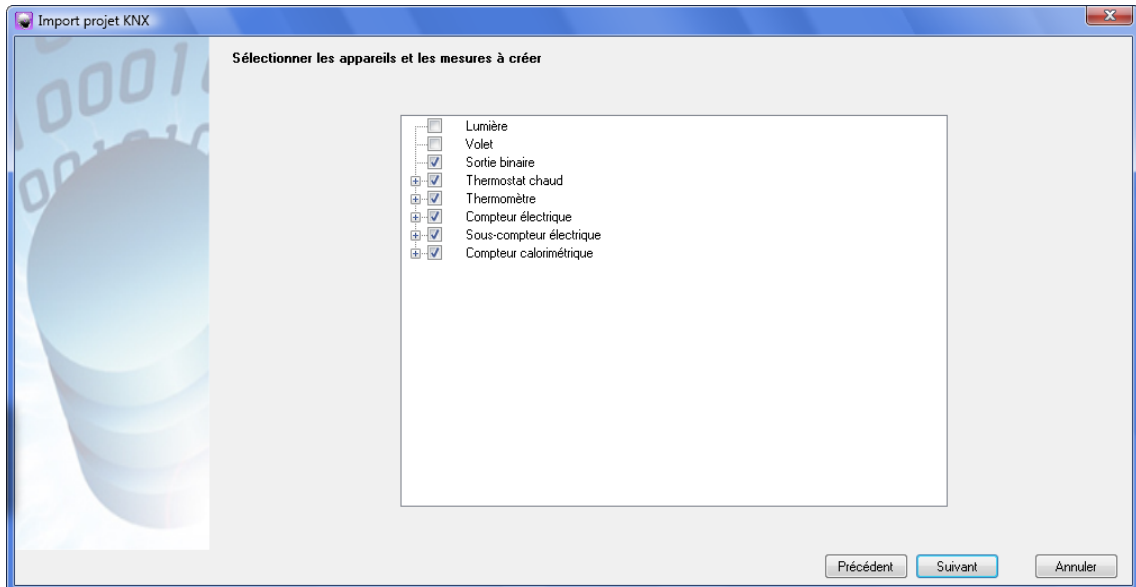 Import projet KNX
Sélectionner les appareils et les mesures à créer
Lumière
Volet
Sortie binaire
Thermostat chaud
Thermomètre
Compteur électrique
Sous-compteur électrique
Compteur calorimétrique
Précédent
Suivant
Annuler